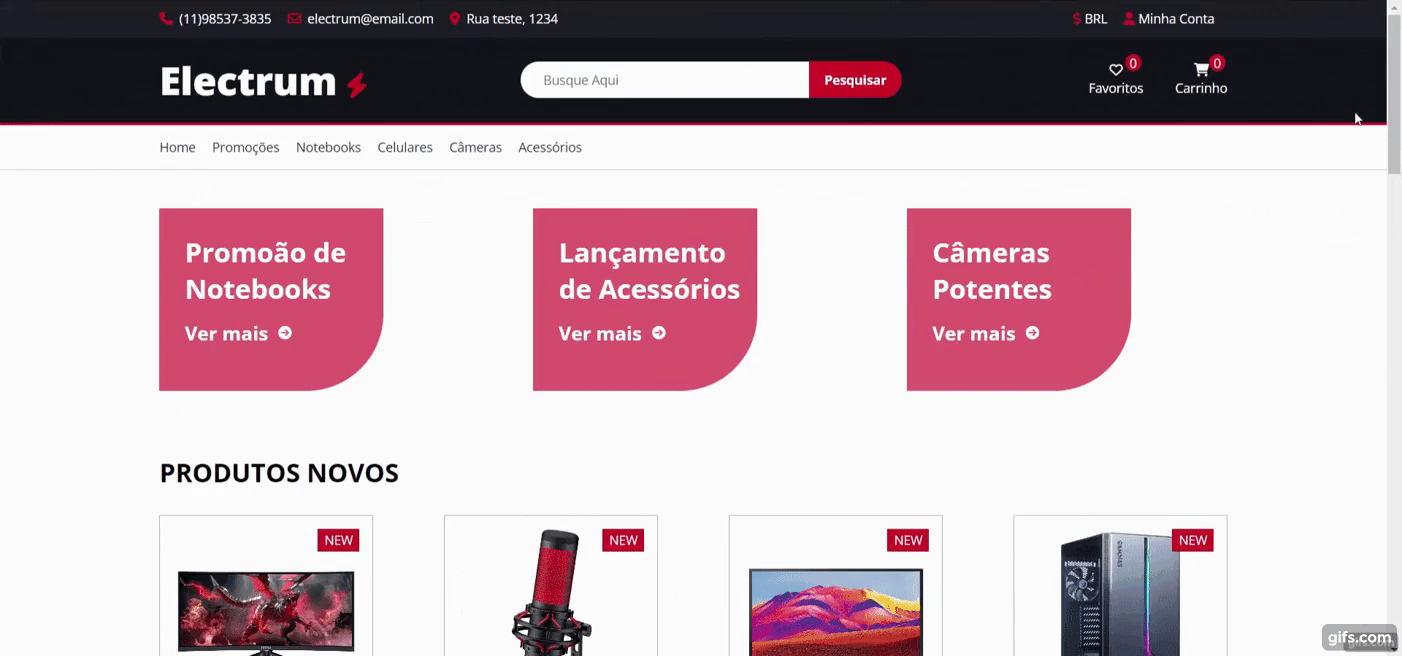 (11)98537-3835 electrum@email.com Rua teste, 1234 $ BRL Minha Conta
Electrum
Busque Aqui
Pesquisar
0
Favoritos
0
Carrinho
Home Promoções Notebooks Celulares Câmeras Acessórios
Promoão de
Notebooks
Ver mais
Lançamento
de Acessórios
Ver mais
Câmeras
Potentes
Ver mais
PRODUTOS NOVOS
NEW
NEW
NEW
NEW
gifs.com